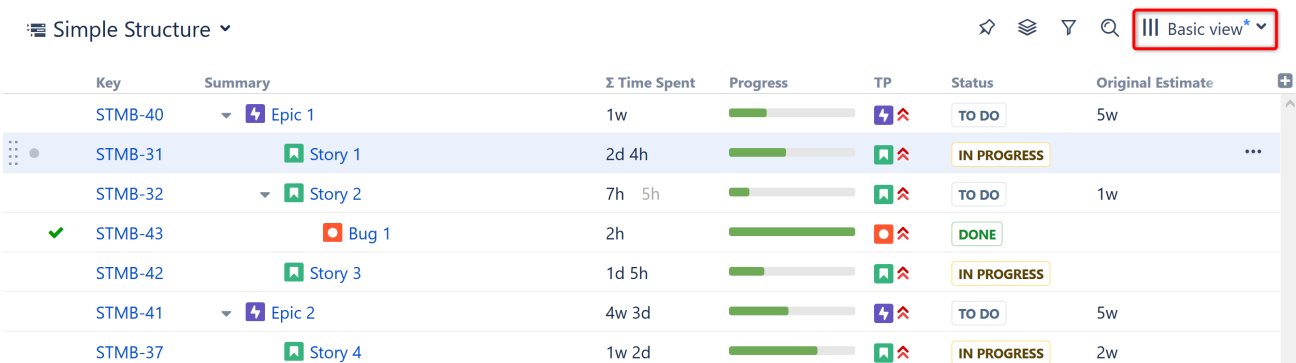 Simple Structure Basic view*
Key Summary Σ Time Spent Progress TP Status Original Estimate
STMB-40 Epic 1 1w TO DO 5w
STMB-31 Story 1 2d 4h IN PROGRESS
STMB-32 Story 2 7h 5h TO DO 1w
STMB-43 Bug 1 2h DONE
STMB-42 Story 3 1d 5h IN PROGRESS
STMB-41 Epic 2 4w 3d TO DO 5w
STMB-37 Story 4 1w 2d IN PROGRESS 2w